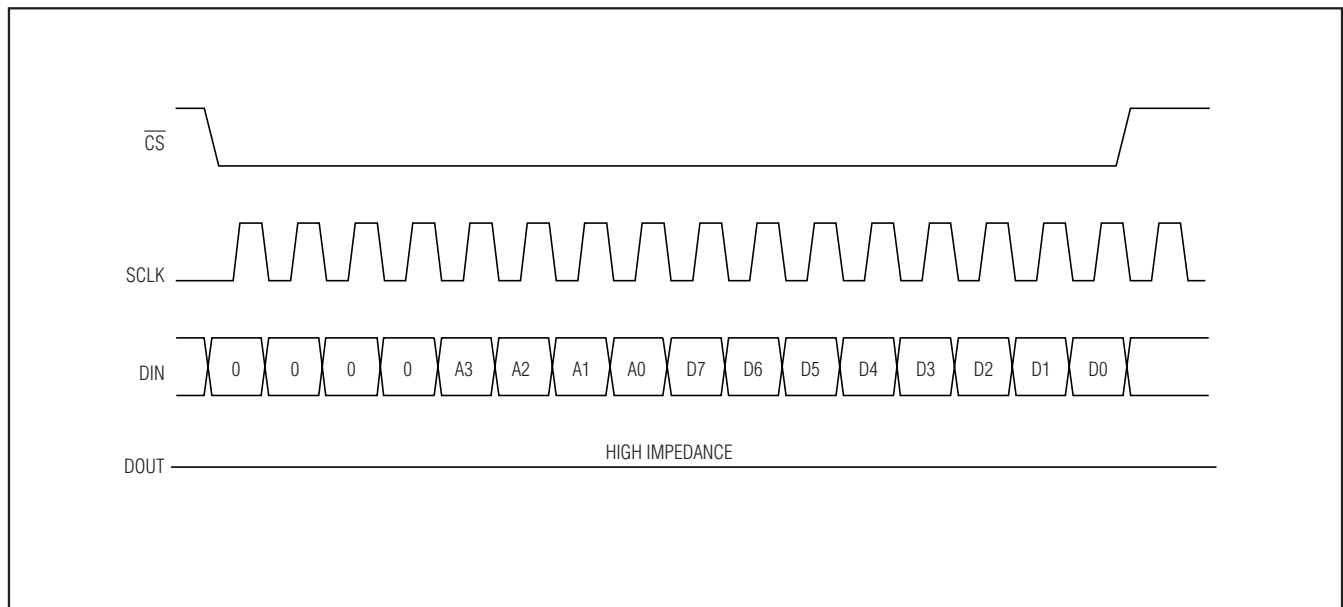 C̅S̅
SCLK
DIN 0 0 0 0 A3 A2 A1 A0 D7 D6 D5 D4 D3 D2 D1 D0
HIGH IMPEDANCE
DOUT